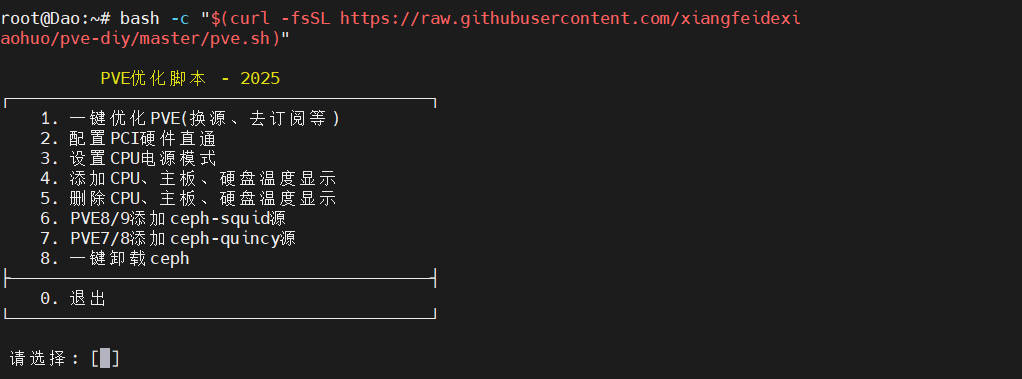 root@Dao:~# bash -c "$(curl -fsSL https://raw.githubusercontent.com/xiangfeidexi
aohuo/pve-diy/master/pve.sh)"
PVE优化脚本 - 2025
1. 一键优化PVE(换源、去订阅等)
2. 配置PCI硬件直通
3. 设置CPU电源模式
4. 添加CPU、主板、硬盘温度显示
5. 删除CPU、主板、硬盘温度显示
6. PVE8/9添加ceph-squid源
7. PVE7/8添加ceph-quincy源
8. 一键卸载ceph
0. 退出
请选择: [ ]